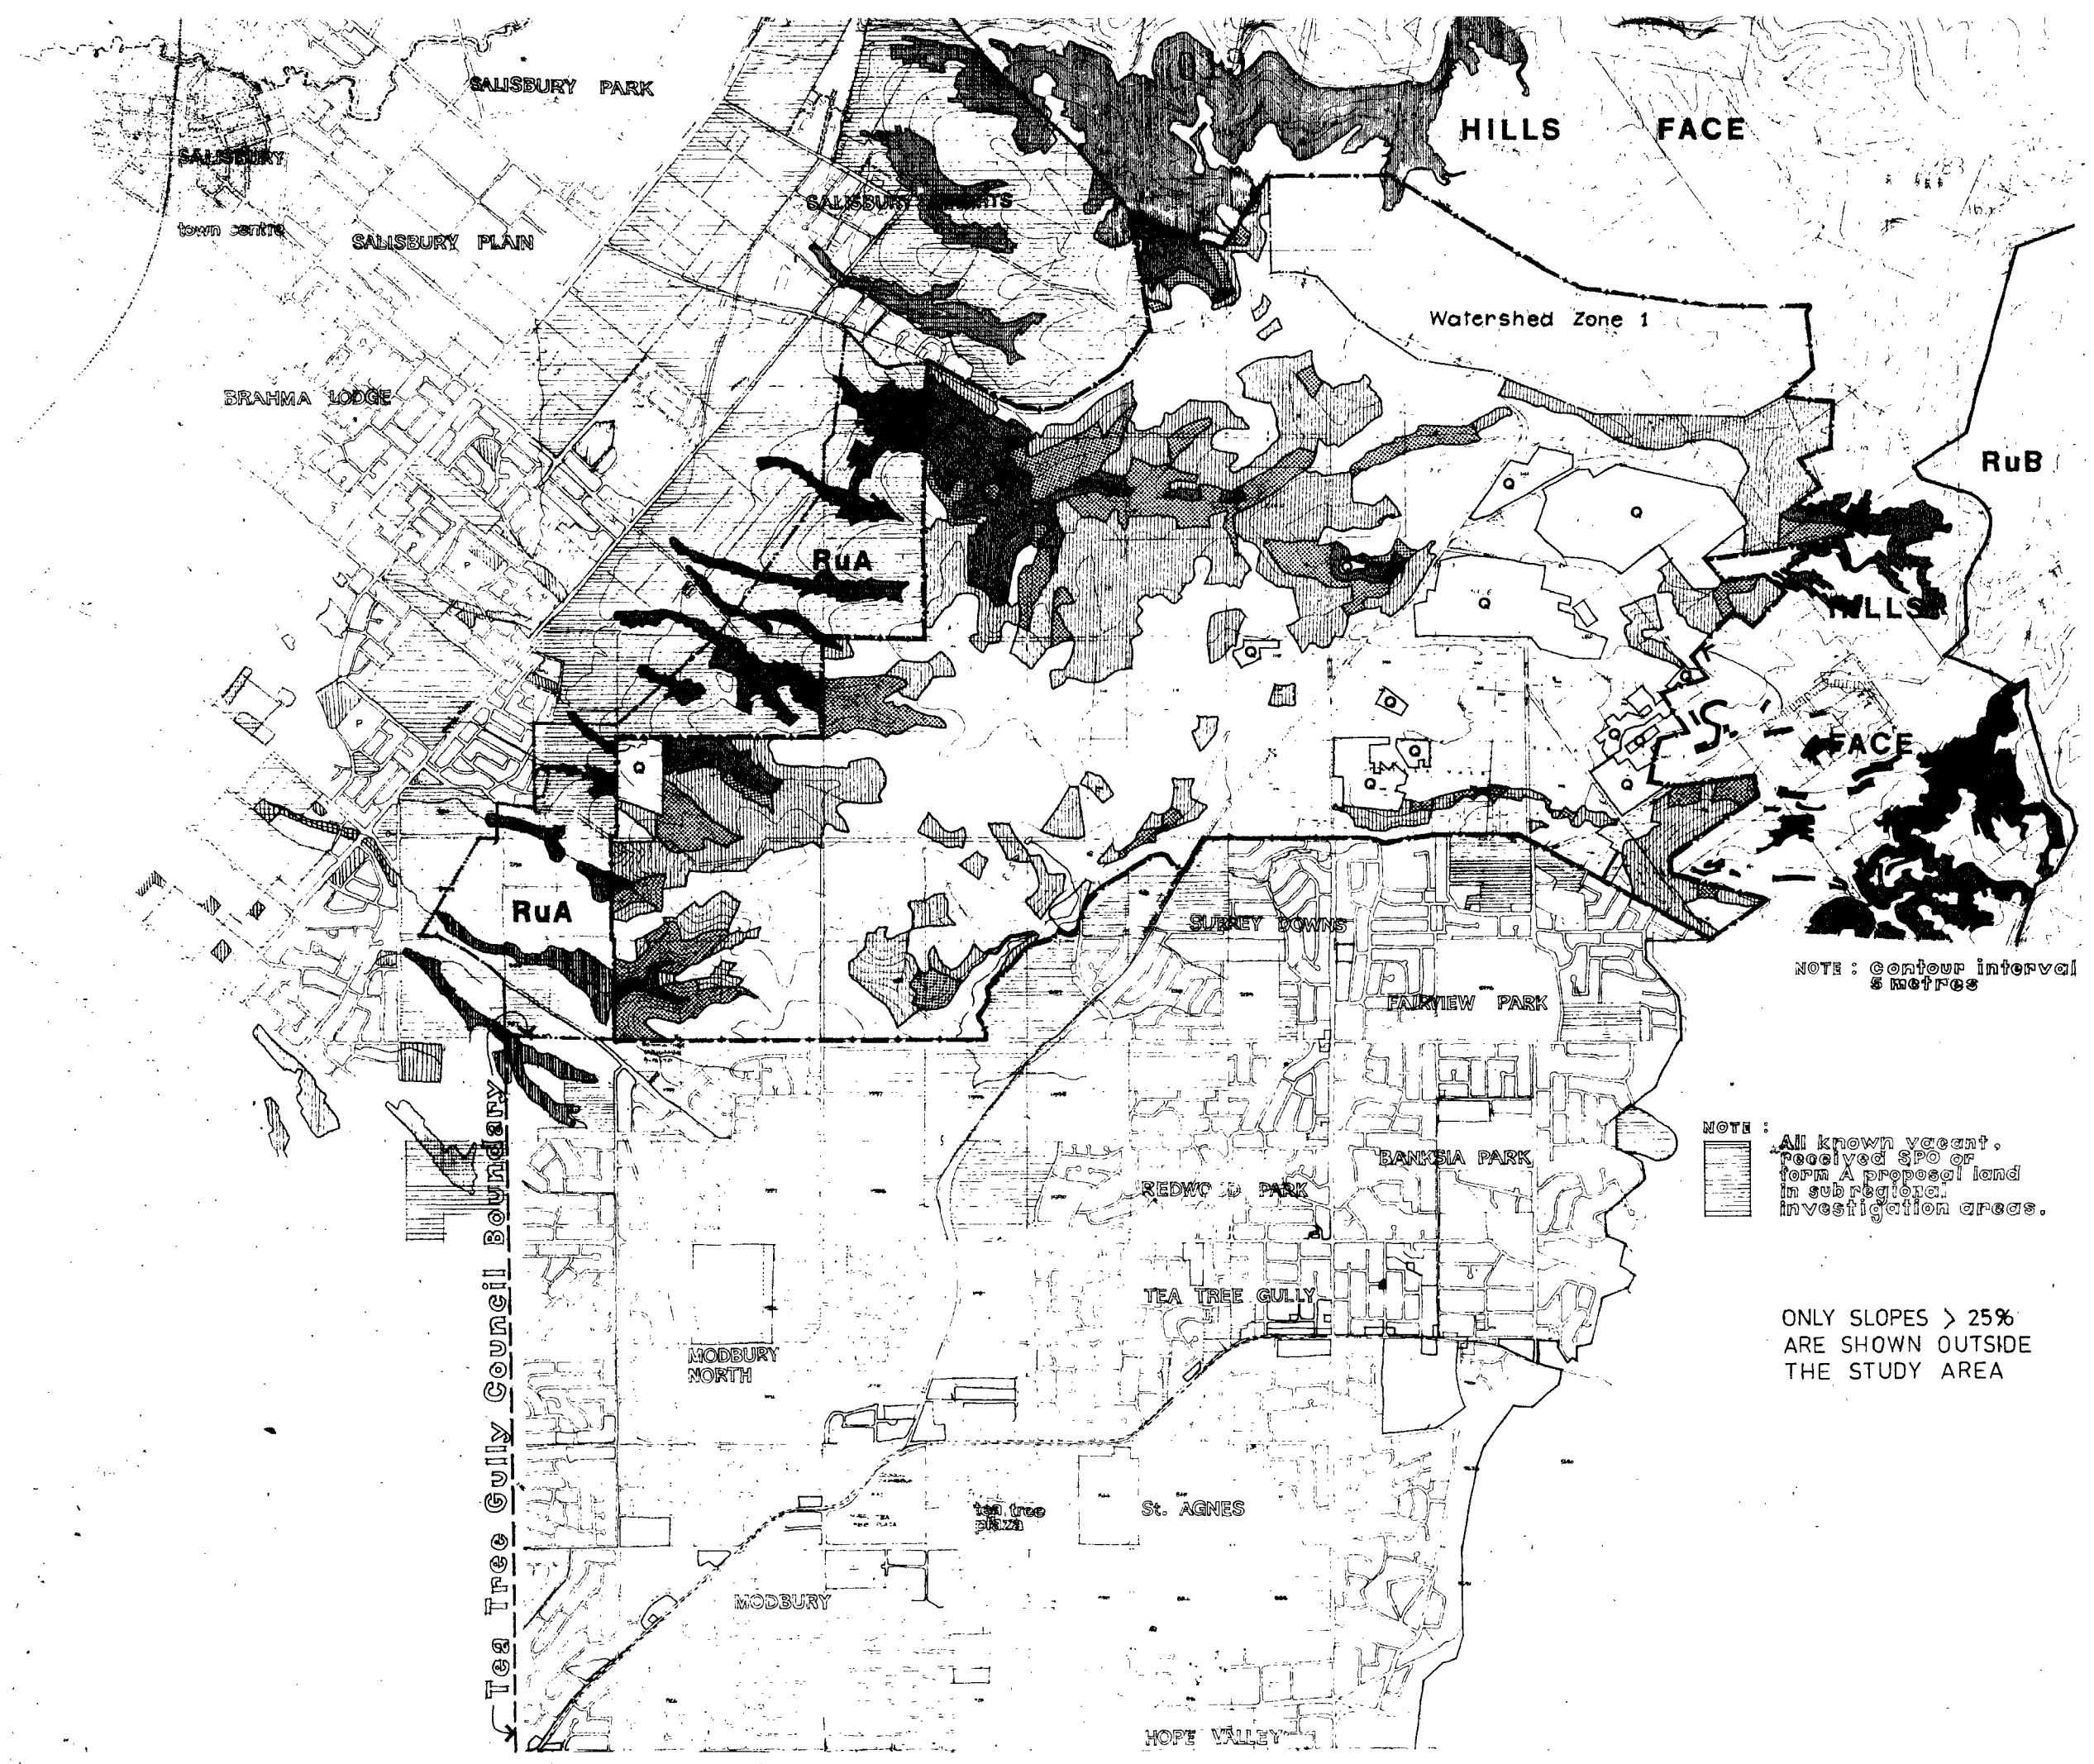 SALISBURY PARK
HILLS FACE
SALISBURY
SALISBURY HEIGHTS
town centre
SALISBURY PLAIN
Watershed Zone 1
BRAHMA LODGE
RuB
Q
Q
RuA
P
Q
HILLS
Q
Q
P
Q
Q
Q
FACE
Q
Q
Q
RuA
SURREY DOWNS
NOTE : contour interval
5 metres
FAIRVIEW PARK
NOTE :
All known vacant,
received SPO or
form A proposal land
in sub regional
investigation areas.
BANKSIA PARK
REDWOOD PARK
Tea Tree Gully Council Boundary
TEA TREE GULLY
ONLY SLOPES > 25%
ARE SHOWN OUTSIDE
THE STUDY AREA
MODBURY
NORTH
tea tree
plaza
St. AGNES
MODBURY
HOPE VALLEY